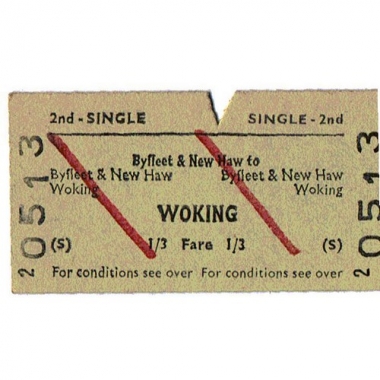 2nd - SINGLE SINGLE - 2nd
Byfleet & New Haw to
Byfleet & New Haw Byfleet & New Haw
Woking Woking
WOKING
(S) 1/3 Fare 1/3 (S)
For conditions see over For conditions see over
20513
20513